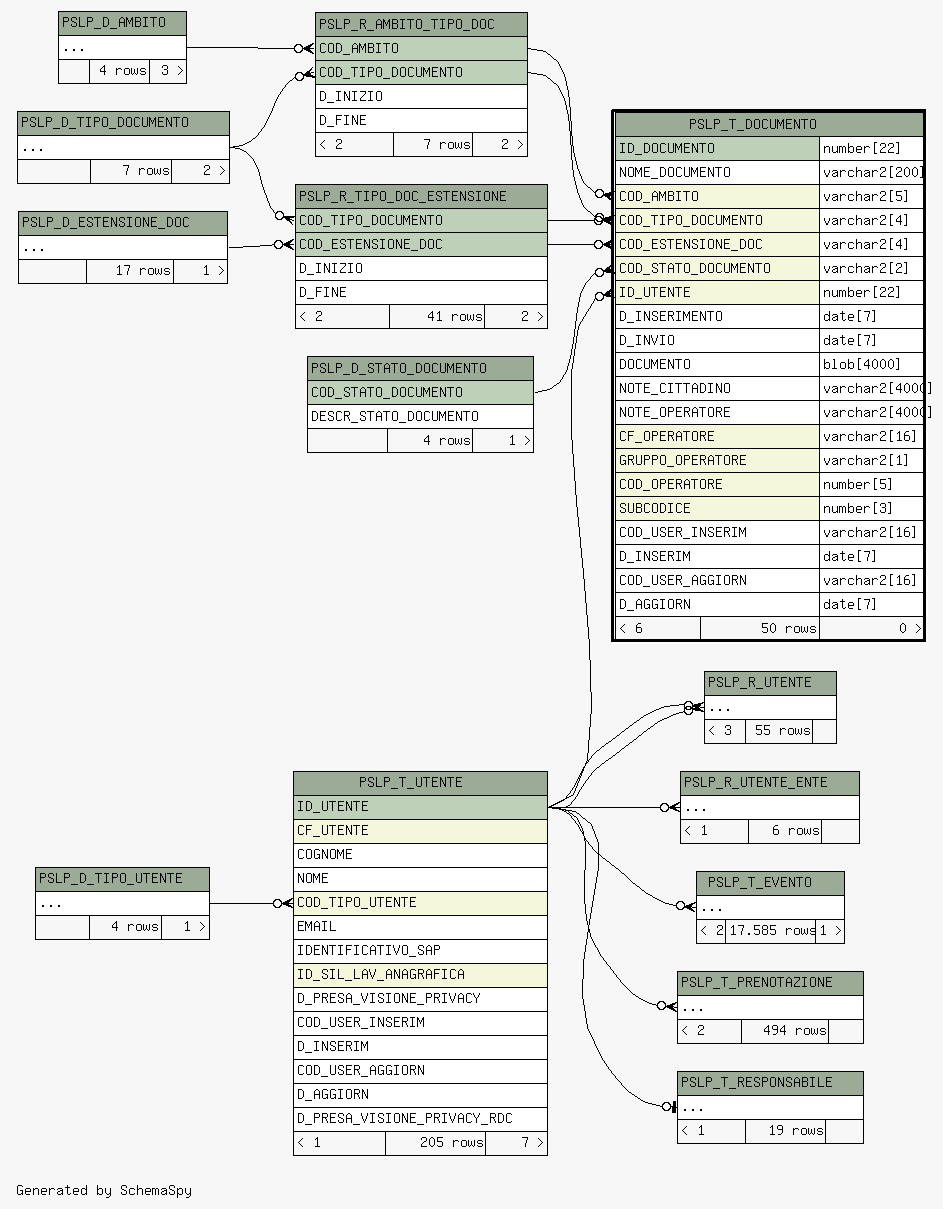 PSLP_D_AMBITO
...
4 rows 3 >
PSLP_D_TIPO_DOCUMENTO
...
7 rows 2 >
PSLP_D_ESTENSIONE_DOC
...
17 rows 1 >
PSLP_R_AMBITO_TIPO_DOC
COD_AMBITO
COD_TIPO_DOCUMENTO
D_INIZIO
D_FINE
< 2 7 rows 2 >
PSLP_R_TIPO_DOC_ESTENSIONE
COD_TIPO_DOCUMENTO
COD_ESTENSIONE_DOC
D_INIZIO
D_FINE
< 2 41 rows 2 >
PSLP_D_STATO_DOCUMENTO
COD_STATO_DOCUMENTO
DESCR_STATO_DOCUMENTO
4 rows 1 >
PSLP_T_DOCUMENTO
ID_DOCUMENTO number[22]
NOME_DOCUMENTO varchar2[200]
COD_AMBITO varchar2[5]
COD_TIPO_DOCUMENTO varchar2[4]
COD_ESTENSIONE_DOC varchar2[4]
COD_STATO_DOCUMENTO varchar2[2]
ID_UTENTE number[22]
D_INSERIMENTO date[7]
D_INVIO date[7]
DOCUMENTO blob[4000]
NOTE_CITTADINO varchar2[4000]
NOTE_OPERATORE varchar2[4000]
CF_OPERATORE varchar2[16]
GRUPPO_OPERATORE varchar2[1]
COD_OPERATORE number[5]
SUBCODICE number[3]
COD_USER_INSERIM varchar2[16]
D_INSERIM date[7]
COD_USER_AGGIORN varchar2[16]
D_AGGIORN date[7]
< 6 50 rows 0 >
PSLP_D_TIPO_UTENTE
...
4 rows 1 >
PSLP_T_UTENTE
ID_UTENTE
CF_UTENTE
COGNOME
NOME
COD_TIPO_UTENTE
EMAIL
IDENTIFICATIVO_SAP
ID_SIL_LAV_ANAGRAFICA
D_PRESA_VISIONE_PRIVACY
COD_USER_INSERIM
D_INSERIM
COD_USER_AGGIORN
D_AGGIORN
D_PRESA_VISIONE_PRIVACY_RDC
< 1 205 rows 7 >
PSLP_R_UTENTE
...
< 3 55 rows
PSLP_R_UTENTE_ENTE
...
< 1 6 rows
PSLP_T_EVENTO
...
< 2 17.585 rows 1 >
PSLP_T_PRENOTAZIONE
...
< 2 494 rows
PSLP_T_RESPONSABILE
...
< 1 19 rows
Generated by SchemaSpy